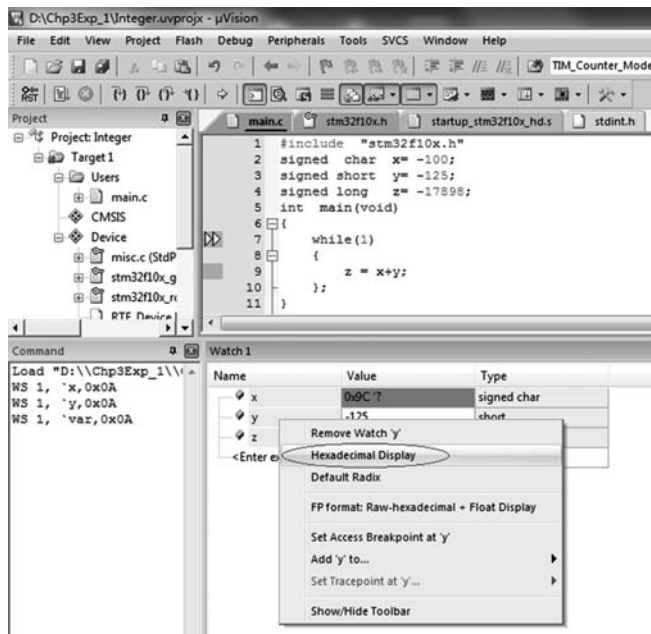 D:\Chp3Exp_1\Integer.uvprojx - µVision
File Edit View Project Flash Debug Peripherals Tools SVCS Window Help
TIM_Counter_Mode
RST
Project
Project: Integer
Target 1
Users
main.c
CMSIS
Device
misc.c (StdP
stm32f10x_g
stm32f10x_rc
RTE_Device
main.c stm32f10x.h startup_stm32f10x_hd.s stdint.h
1 #include "stm32f10x.h"
2 signed char x= -100;
3 signed short y= -125;
4 signed long z= -17898;
5 int main(void)
6 {
7 while(1)
8 {
9 z = x+y;
10 };
11 }
Command
Load "D:\\Chp3Exp_1\\
WS 1, `x,0x0A
WS 1, `y,0x0A
WS 1, `var,0x0A
Watch 1
Name Value Type
x 0x9C '? signed char
y -125 short
z
<Enter e
Remove Watch 'y'
Hexadecimal Display
Default Radix
FP format: Raw-hexadecimal + Float Display
Set Access Breakpoint at 'y'
Add 'y' to...
Set Tracepoint at 'y'...
Show/Hide Toolbar